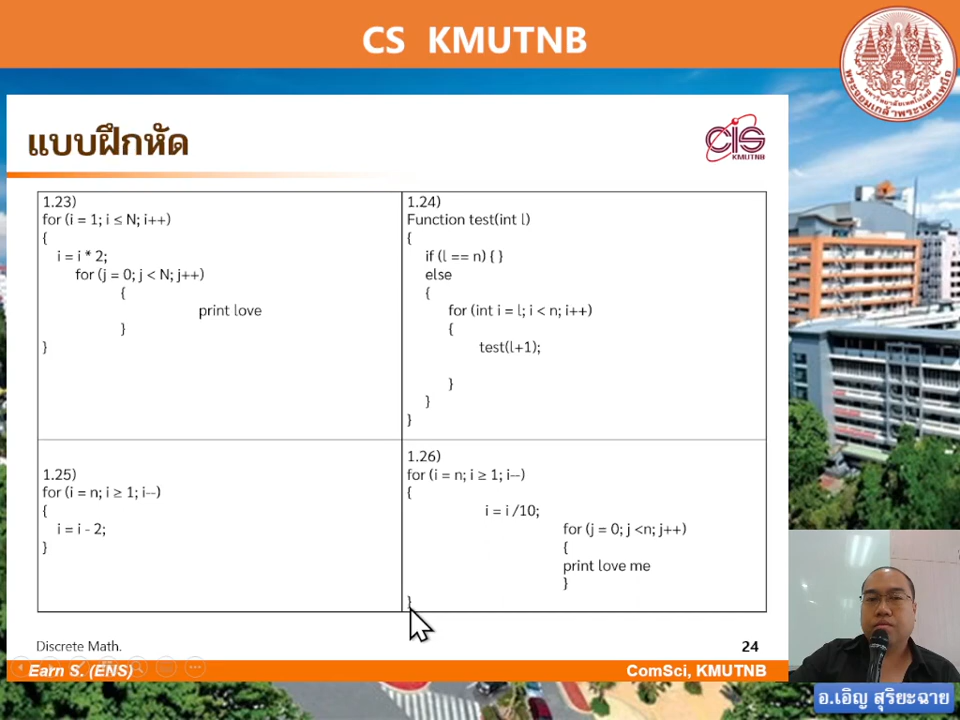 CS KMUTNB
แบบฝึกหัด
CIS
KMUTNB
1.23)
for (i = 1; i ≤ N; i++)
{
i = i * 2;
for (j = 0; j < N; j++)
{
print love
}
}
1.24)
Function test(int l)
{
if (l == n) { }
else
{
for (int i = l; i < n; i++)
{
test(l+1);
}
}
}
1.25)
for (i = n; i ≥ 1; i--)
{
i = i - 2;
}
1.26)
for (i = n; i ≥ 1; i--)
{
i = i /10;
for (j = 0; j <n; j++)
{
print love me
}
}
Discrete Math.
24
Earn S. (ENS)
ComSci, KMUTNB
อ.เอิญ สุริยะฉาย